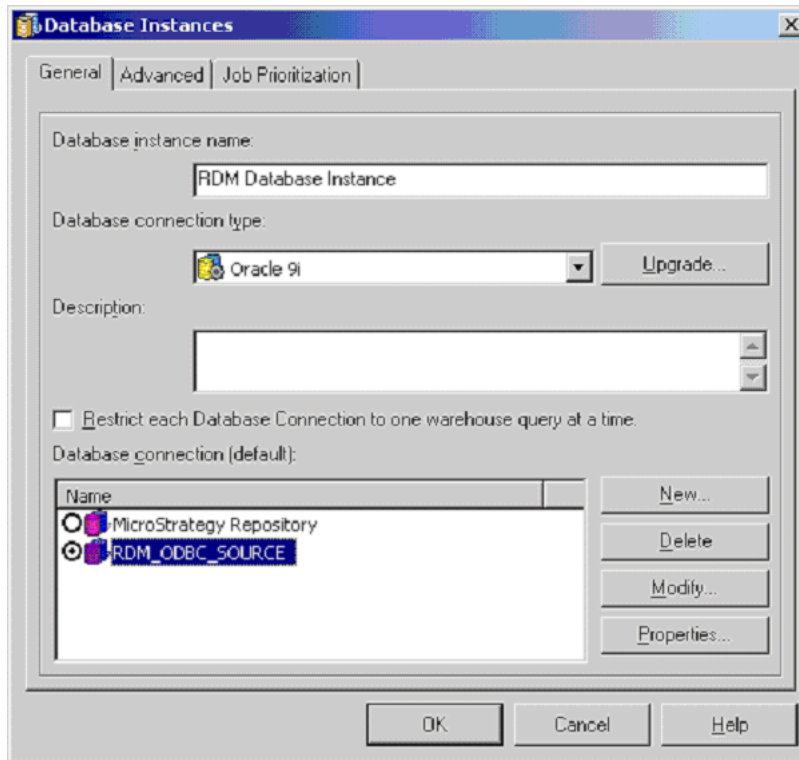 Database Instances
General Advanced Job Prioritization
Database instance name:
RDM Database Instance
Database connection type:
Oracle 9i Upgrade...
Description:
Restrict each Database Connection to one warehouse query at a time.
Database connection (default):
Name New...
MicroStrategy Repository
RDM_ODBC_SOURCE Delete
Modify...
Properties...
OK Cancel Help